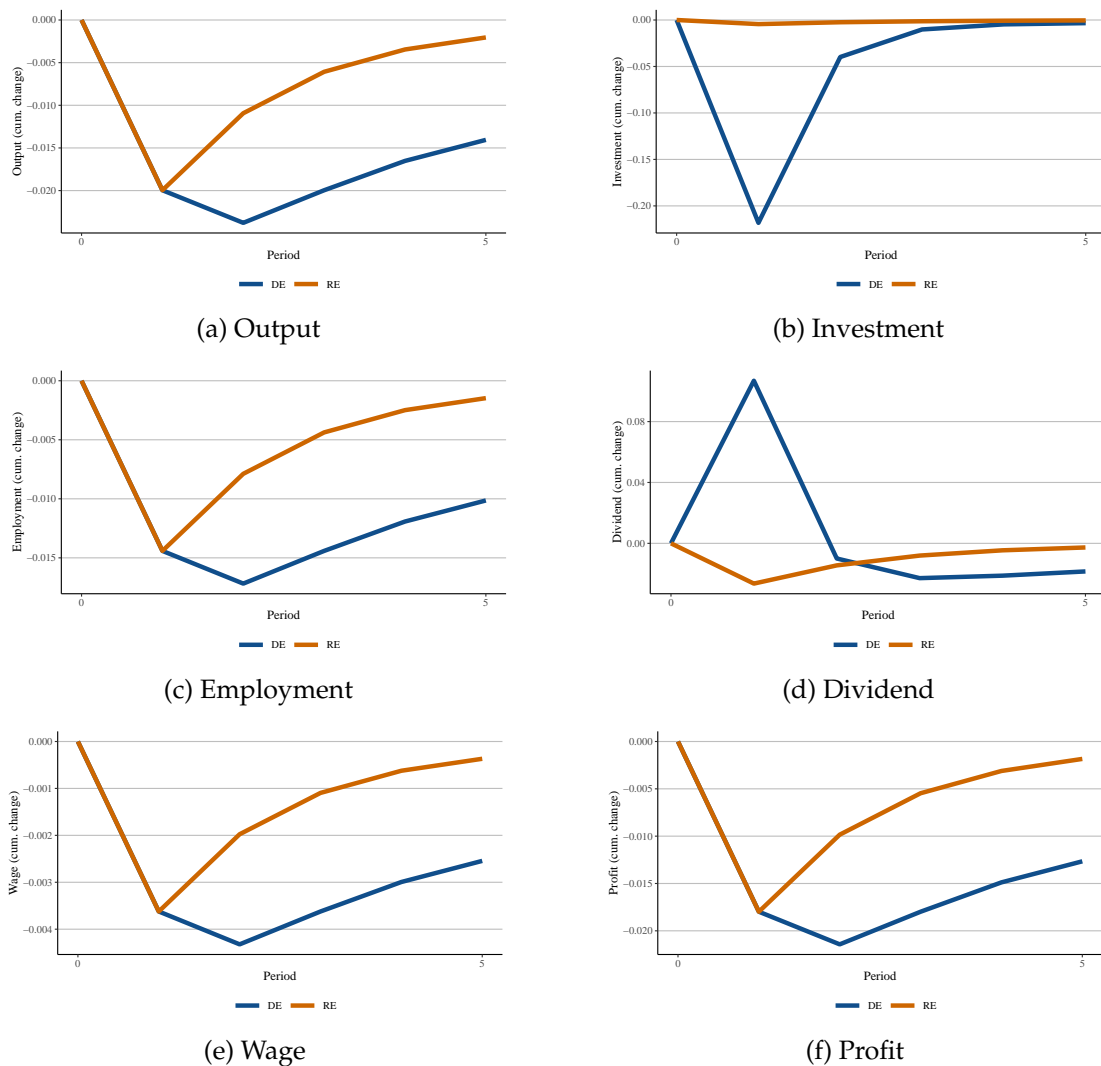 0.000
−0.005
−0.010
−0.015
−0.020
Output (cum. change)
0
5
Period
DE RE
(a) Output
0.00
−0.05
−0.10
−0.15
−0.20
Investment (cum. change)
0
5
Period
DE RE
(b) Investment
0.000
−0.005
−0.010
−0.015
Employment (cum. change)
0
5
Period
DE RE
(c) Employment
0.08
0.04
0.00
Dividend (cum. change)
0
5
Period
DE RE
(d) Dividend
0.000
−0.001
−0.002
−0.003
−0.004
Wage (cum. change)
0
5
Period
DE RE
(e) Wage
0.000
−0.005
−0.010
−0.015
−0.020
Profit (cum. change)
0
5
Period
DE RE
(f) Profit